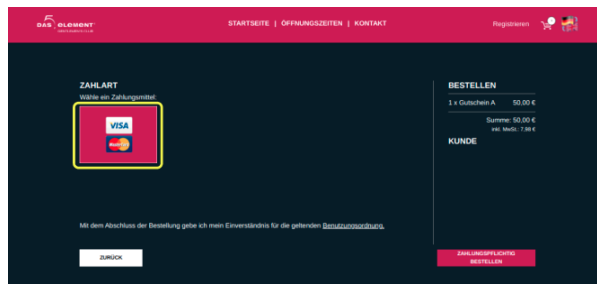 DAS ELEMENT
STARTSEITE | ÖFFNUNGSZEITEN | KONTAKT
Registrieren
ZAHLART
Wähle ein Zahlungsmittel:
VISA
MasterCard
Mit dem Abschluss der Bestellung gebe ich mein Einverständnis für die geltenden Benutzungsordnung.
ZURÜCK
BESTELLEN
1 x Gutschein A 50,00 €
Summe: 50,00 €
inkl. MwSt.: 7,98 €
KUNDE
ZAHLUNGSPFLICHTIG
BESTELLEN